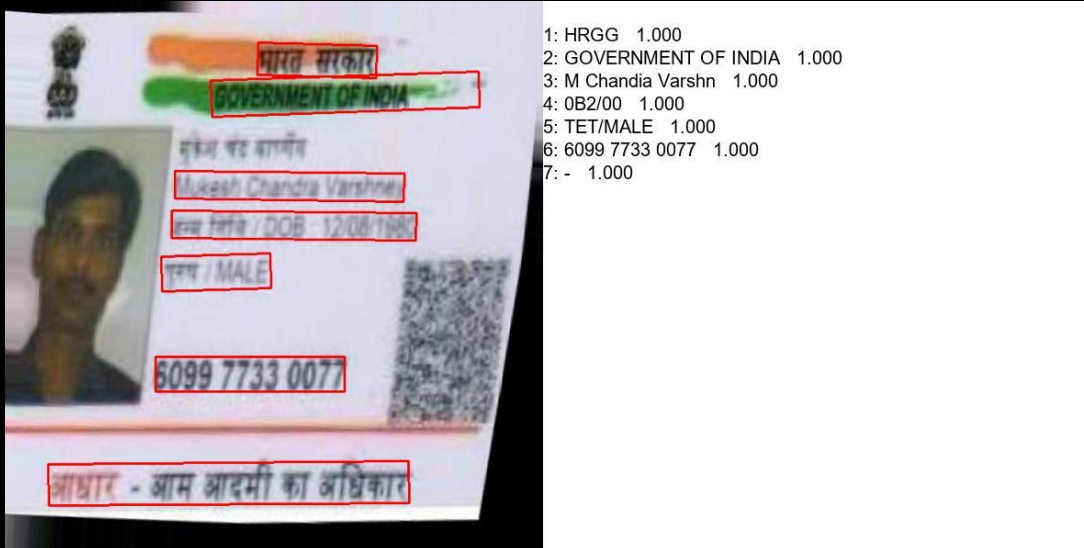 भारत सरकार
GOVERNMENT OF INDIA
मुकेश चंद
Mukesh Chandra Varshney
जन्म तिथि / DOB : 12/08/1980
पुरुष / MALE
6099 7733 0077
आधार - आम आदमी का अधिकार
1: HRGG 1.000
2: GOVERNMENT OF INDIA 1.000
3: M Chandia Varshn 1.000
4: 0B2/00 1.000
5: TET/MALE 1.000
6: 6099 7733 0077 1.000
7: - 1.000